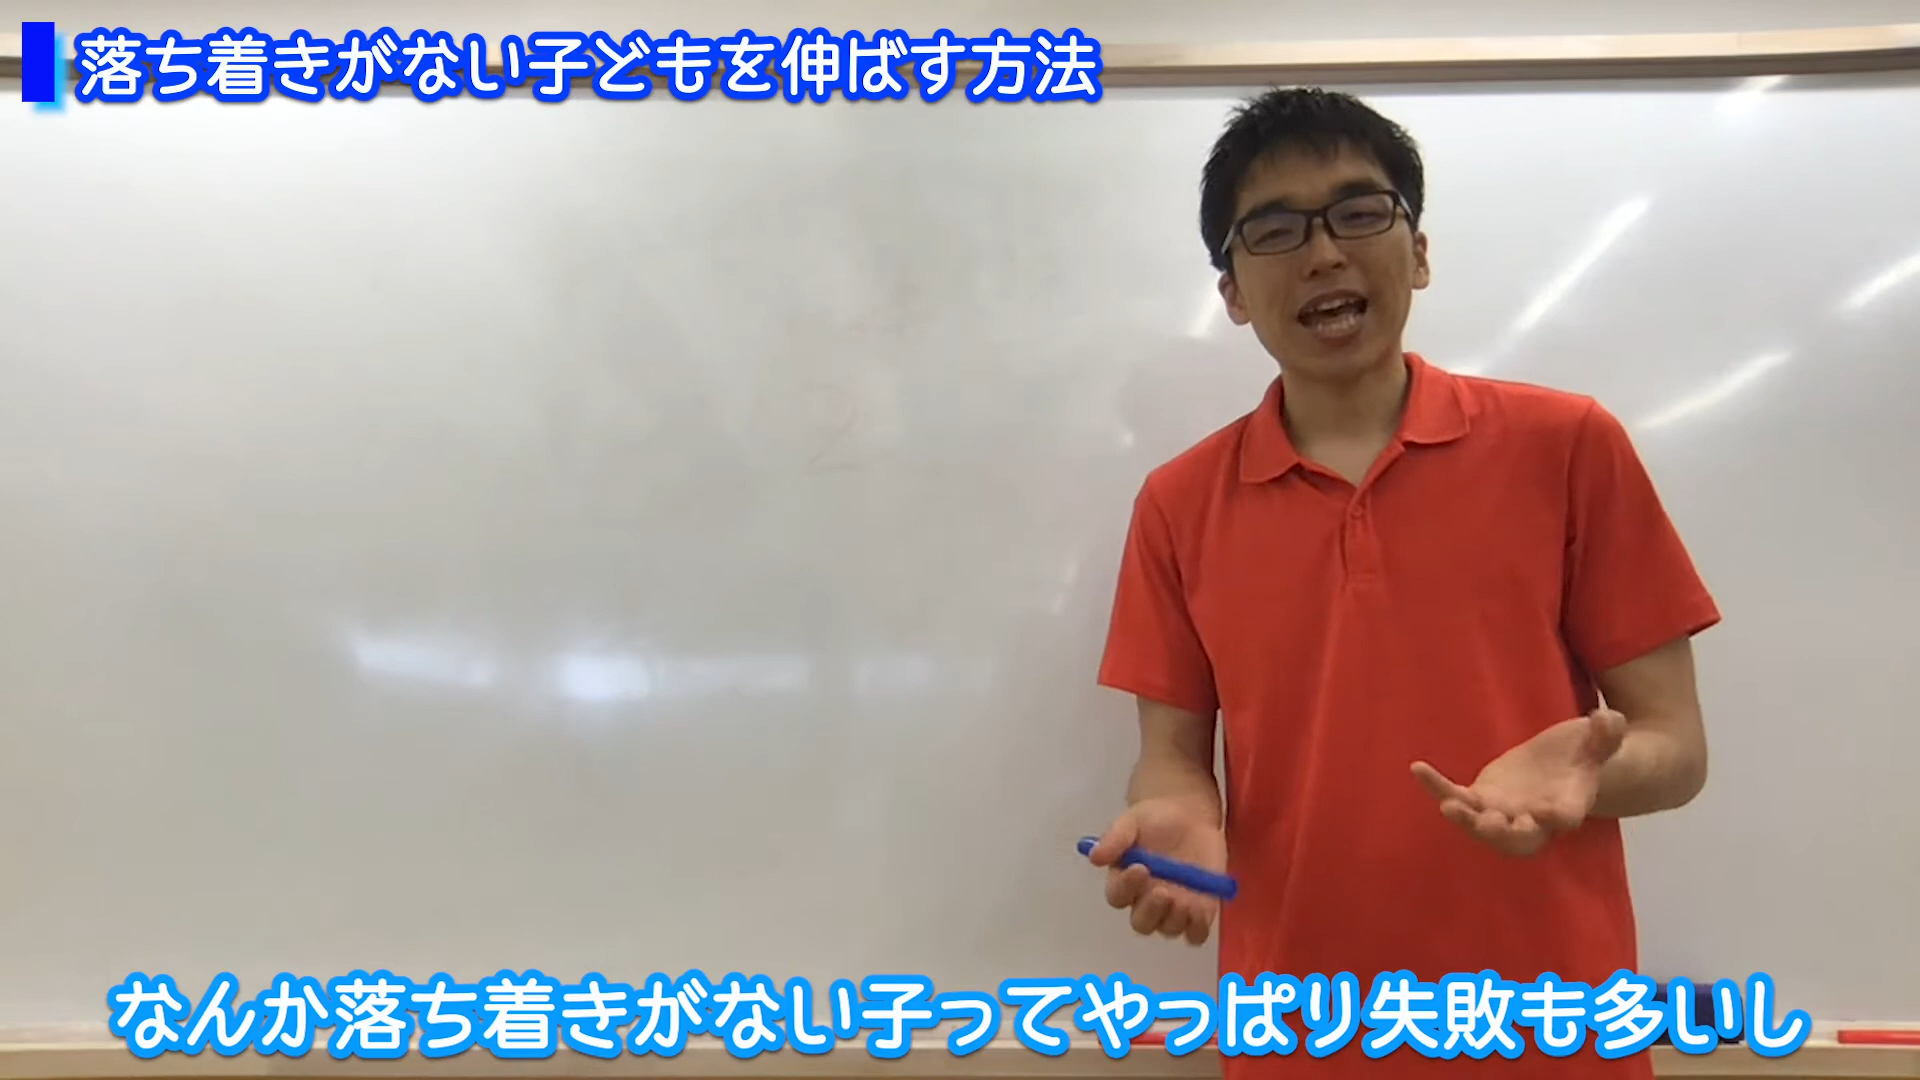 落ち着きがない子どもを伸ばす方法
2
なんか落ち着きがない子ってやっぱり失敗も多いし